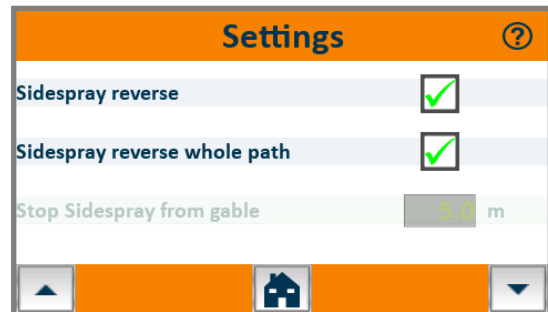 Settings ?
Sidespray reverse
Sidespray reverse whole path
Stop Sidespray from gable 5.0 m